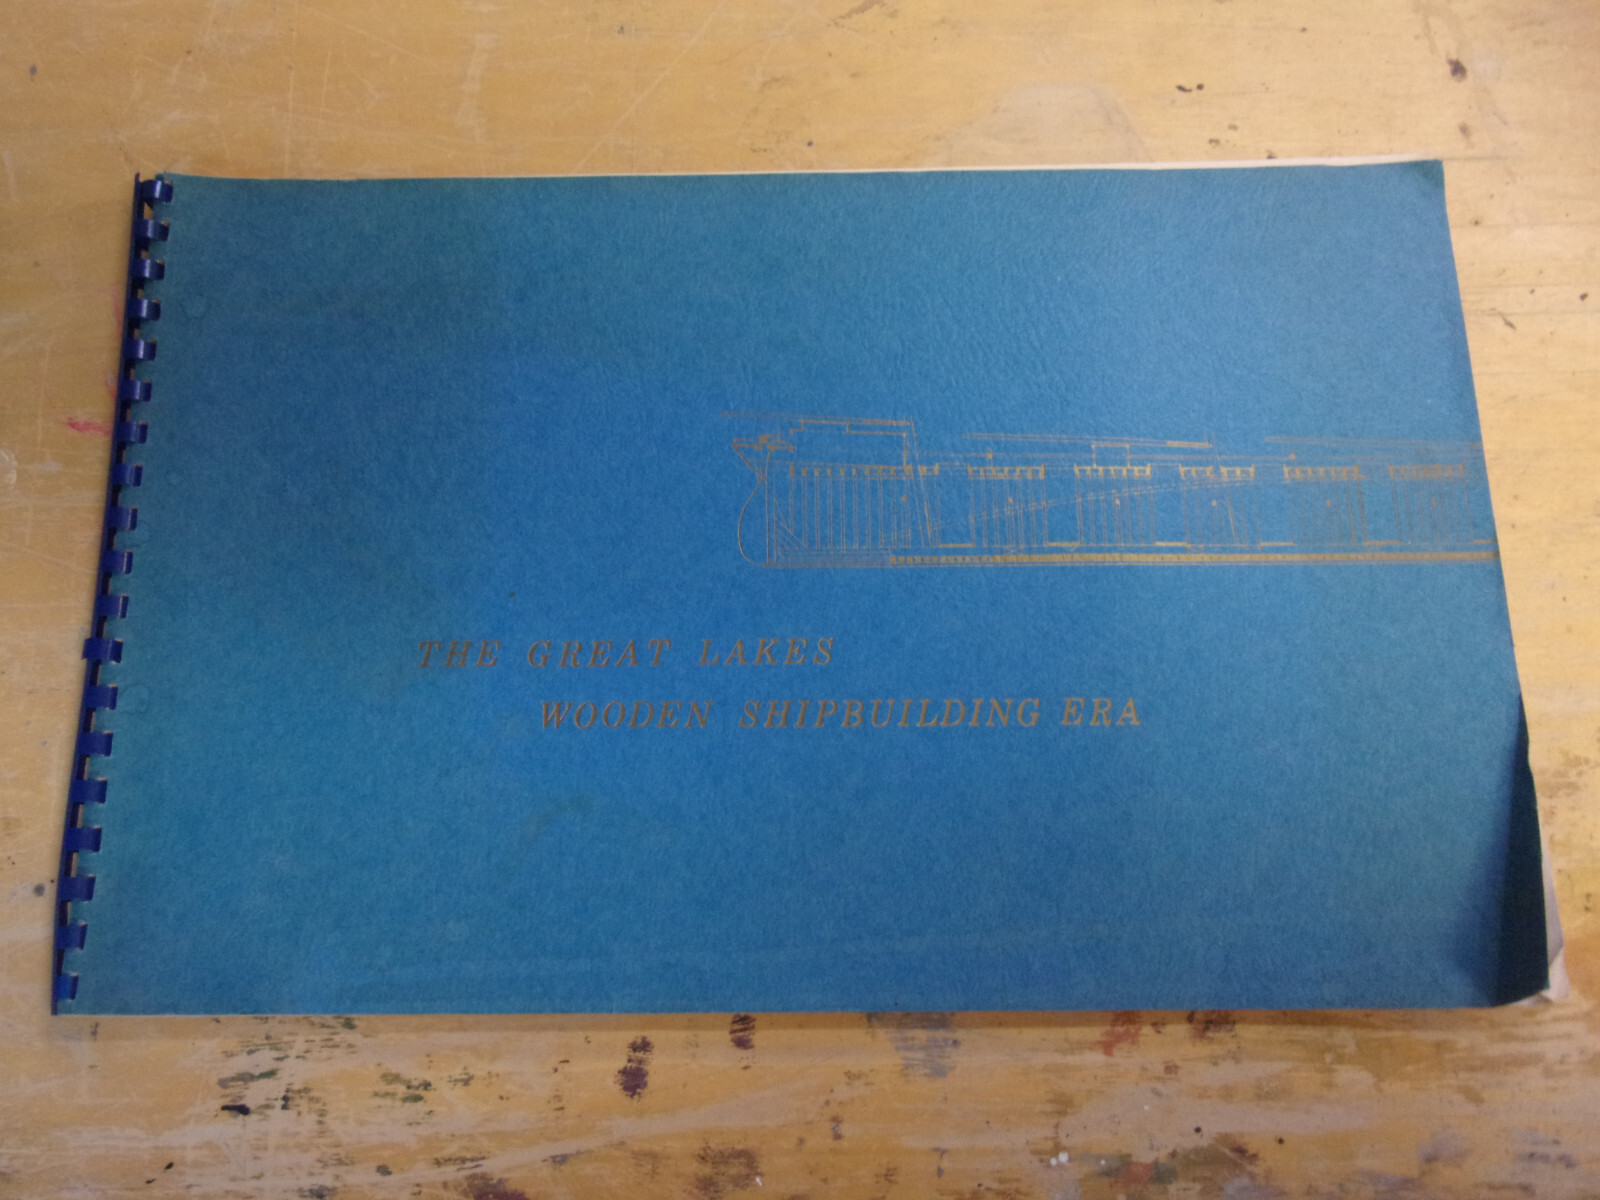 THE GREAT LAKES
WOODEN SHIPBUILDING ERA